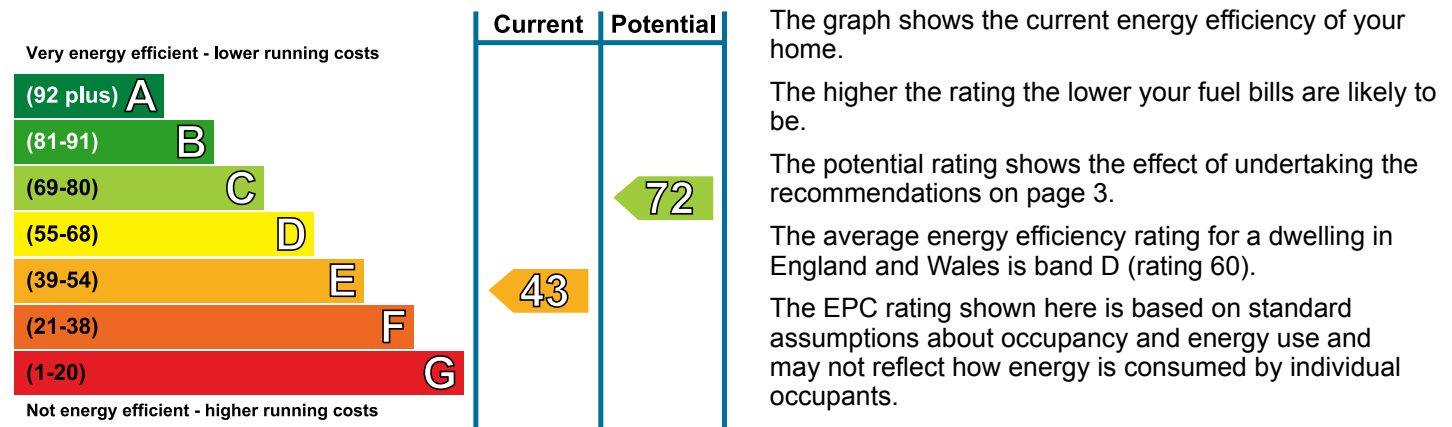 Current Potential
Very energy efficient - lower running costs
(92 plus) A
(81-91) B
(69-80) C
72
(55-68) D
(39-54) E
43
(21-38) F
(1-20) G
Not energy efficient - higher running costs
The graph shows the current energy efficiency of your
home.
The higher the rating the lower your fuel bills are likely to
be.
The potential rating shows the effect of undertaking the
recommendations on page 3.
The average energy efficiency rating for a dwelling in
England and Wales is band D (rating 60).
The EPC rating shown here is based on standard
assumptions about occupancy and energy use and
may not reflect how energy is consumed by individual
occupants.